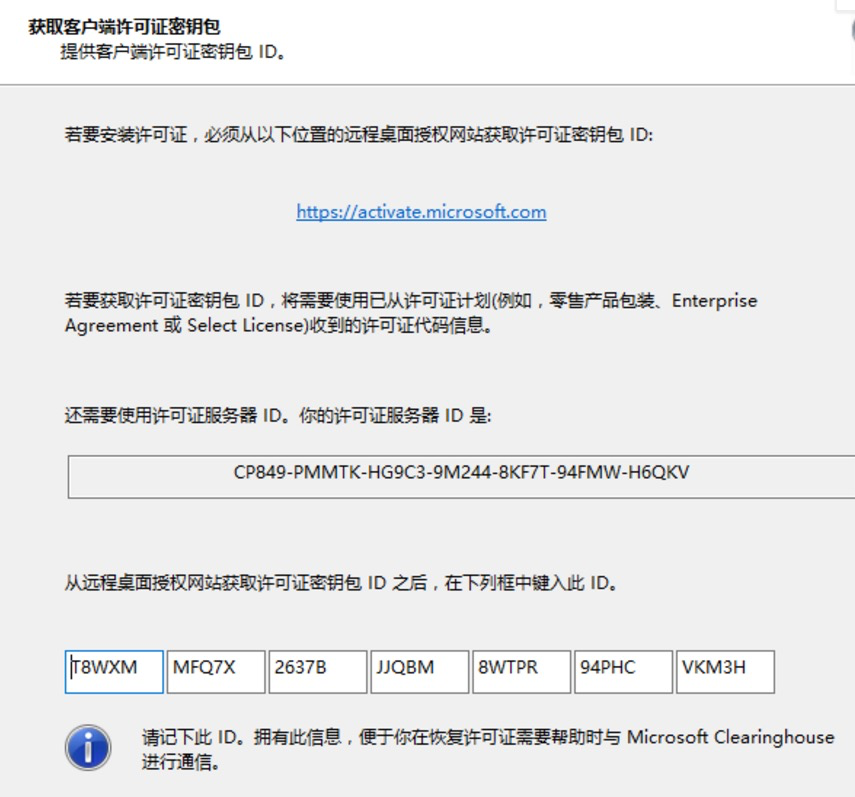 获取客户端许可证密钥包
提供客户端许可证密钥包 ID。
若要安装许可证，必须从以下位置的远程桌面授权网站获取许可证密钥包 ID:
https://activate.microsoft.com
若要获取许可证密钥包 ID，将需要使用已从许可证计划(例如，零售产品包装、Enterprise
Agreement 或 Select License)收到的许可证代码信息。
还需要使用许可证服务器 ID。你的许可证服务器 ID 是:
CP849-PMMTK-HG9C3-9M244-8KF7T-94FMW-H6QKV
从远程桌面授权网站获取许可证密钥包 ID 之后，在下列框中键入此 ID。
T8WXM MFQ7X 2637B JJQBM 8WTPR 94PHC VKM3H
请记下此 ID。拥有此信息，便于你在恢复许可证需要帮助时与 Microsoft Clearinghouse
进行通信。